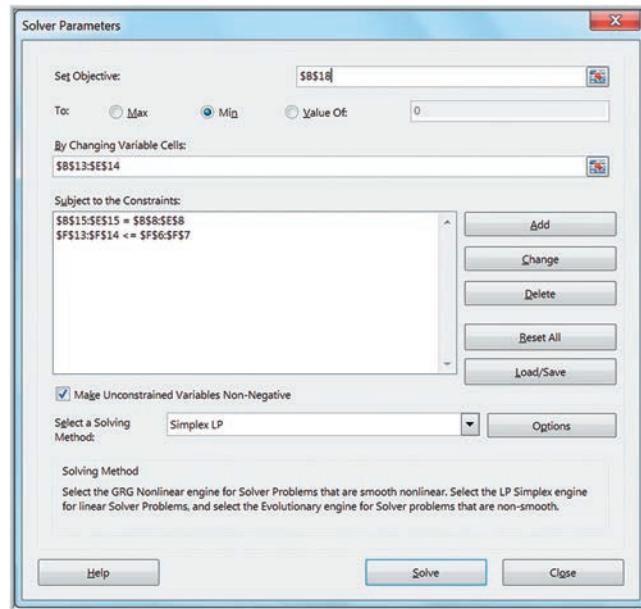 Solver Parameters
Set Objective: $B$18
To: Max Min Value Of: 0
By Changing Variable Cells:
$B$13:$E$14
Subject to the Constraints:
$B$15:$E$15 = $B$8:$E$8
$F$13:$F$14 <= $F$6:$F$7
Add
Change
Delete
Reset All
Load/Save
Make Unconstrained Variables Non-Negative
Select a Solving Method: Simplex LP Options
Solving Method
Select the GRG Nonlinear engine for Solver Problems that are smooth nonlinear. Select the LP Simplex engine
for linear Solver Problems, and select the Evolutionary engine for Solver problems that are non-smooth.
Help Solve Close